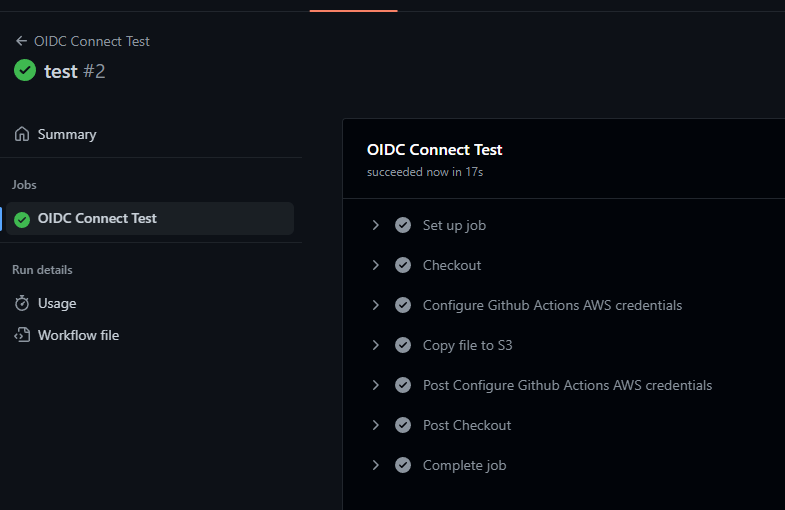 OIDC Connect Test
test #2
Summary
Jobs
OIDC Connect Test
Run details
Usage
Workflow file
OIDC Connect Test
succeeded now in 17s
Set up job
Checkout
Configure Github Actions AWS credentials
Copy file to S3
Post Configure Github Actions AWS credentials
Post Checkout
Complete job